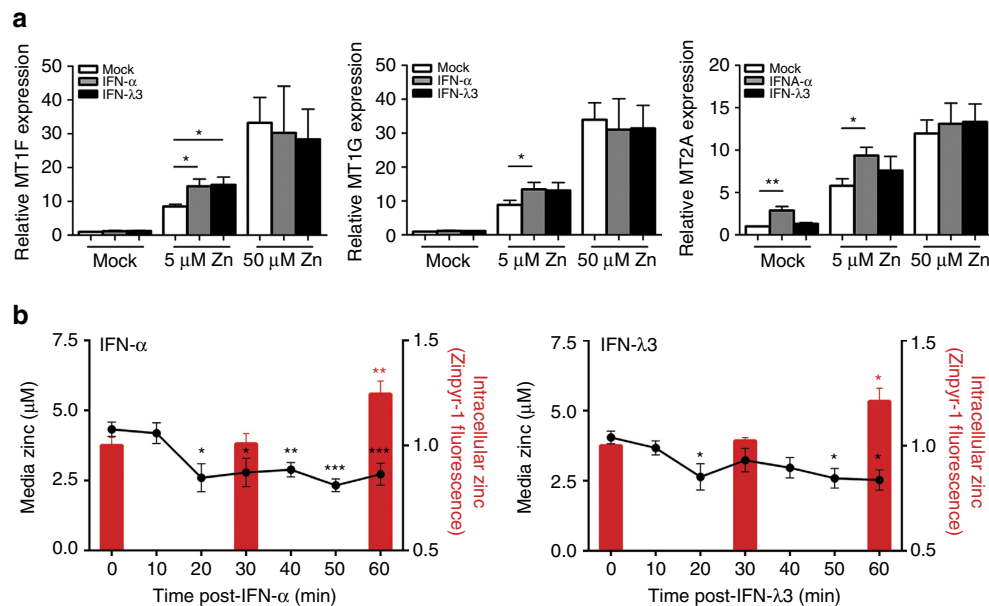 a
Relative MT1F expression
50
40
30
20
10
0
Mock
IFN-α
IFN-λ3
*
*
Mock
5 μM Zn
50 μM Zn
Relative MT1G expression
50
40
30
20
10
0
Mock
IFN-α
IFN-λ3
*
Mock
5 μM Zn
50 μM Zn
Relative MT2A expression
20
15
10
5
0
Mock
IFNA-α
IFN-λ3
**
*
Mock
5 μM Zn
50 μM Zn
b
IFN-α
Media zinc (μM)
7.5
5.0
2.5
0.0
* * ** *** ***
**
1.5
1.0
0.5
Intracellular zinc
(Zinpyr-1 fluorescence)
0 10 20 30 40 50 60
Time post-IFN-α (min)
IFN-λ3
Media zinc (μM)
7.5
5.0
2.5
0.0
* * *
*
1.5
1.0
0.5
Intracellular zinc
(Zinpyr-1 fluorescence)
0 10 20 30 40 50 60
Time post-IFN-λ3 (min)